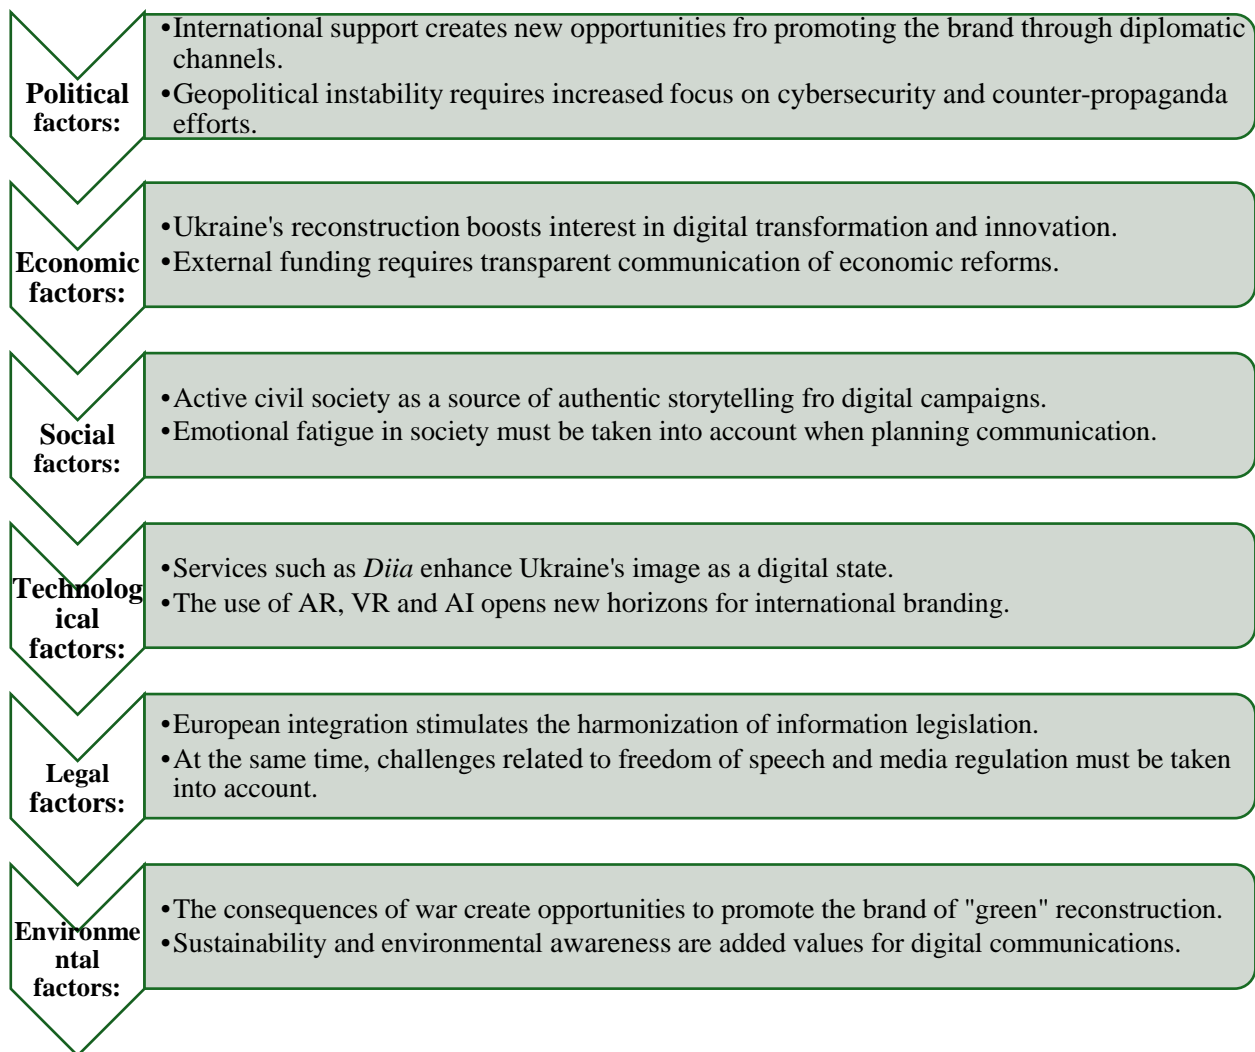 Political
factors:
•International support creates new opportunities fro promoting the brand through diplomatic
channels.
•Geopolitical instability requires increased focus on cybersecurity and counter-propaganda
efforts.
Economic
factors:
•Ukraine's reconstruction boosts interest in digital transformation and innovation.
•External funding requires transparent communication of economic reforms.
Social
factors:
•Active civil society as a source of authentic storytelling fro digital campaigns.
•Emotional fatigue in society must be taken into account when planning communication.
Technolog
ical
factors:
•Services such as Diia enhance Ukraine's image as a digital state.
•The use of AR, VR and AI opens new horizons for international branding.
Legal
factors:
•European integration stimulates the harmonization of information legislation.
•At the same time, challenges related to freedom of speech and media regulation must be taken
into account.
Environme
ntal
factors:
•The consequences of war create opportunities to promote the brand of "green" reconstruction.
•Sustainability and environmental awareness are added values for digital communications.